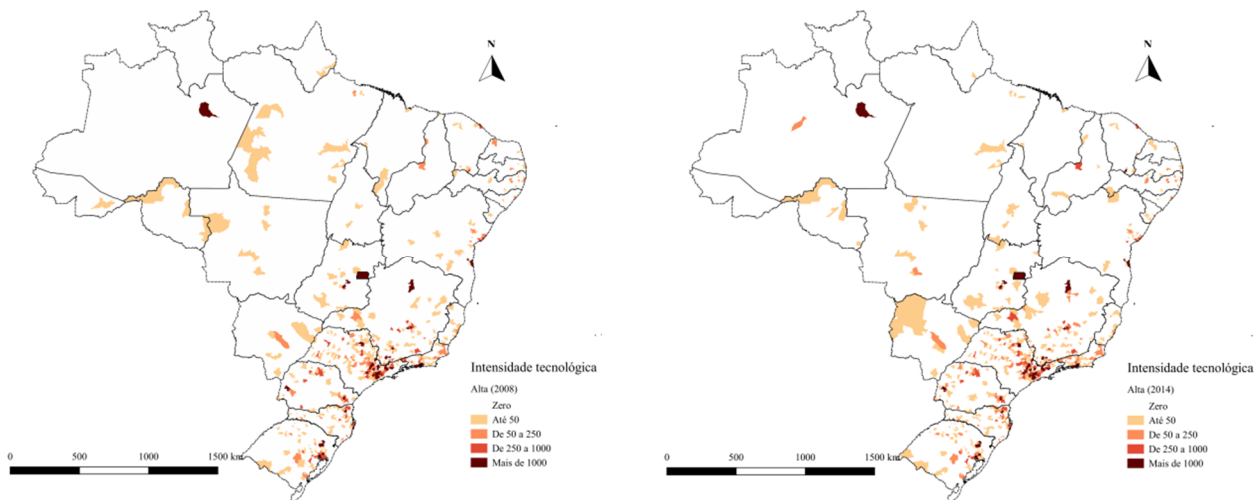 N
Intensidade tecnológica
Alta (2008)
Zero
Até 50
De 50 a 250
De 250 a 1000
Mais de 1000
0 500 1000 1500 km
N
Intensidade tecnológica
Alta (2014)
Zero
Até 50
De 50 a 250
De 250 a 1000
Mais de 1000
0 500 1000 1500 km